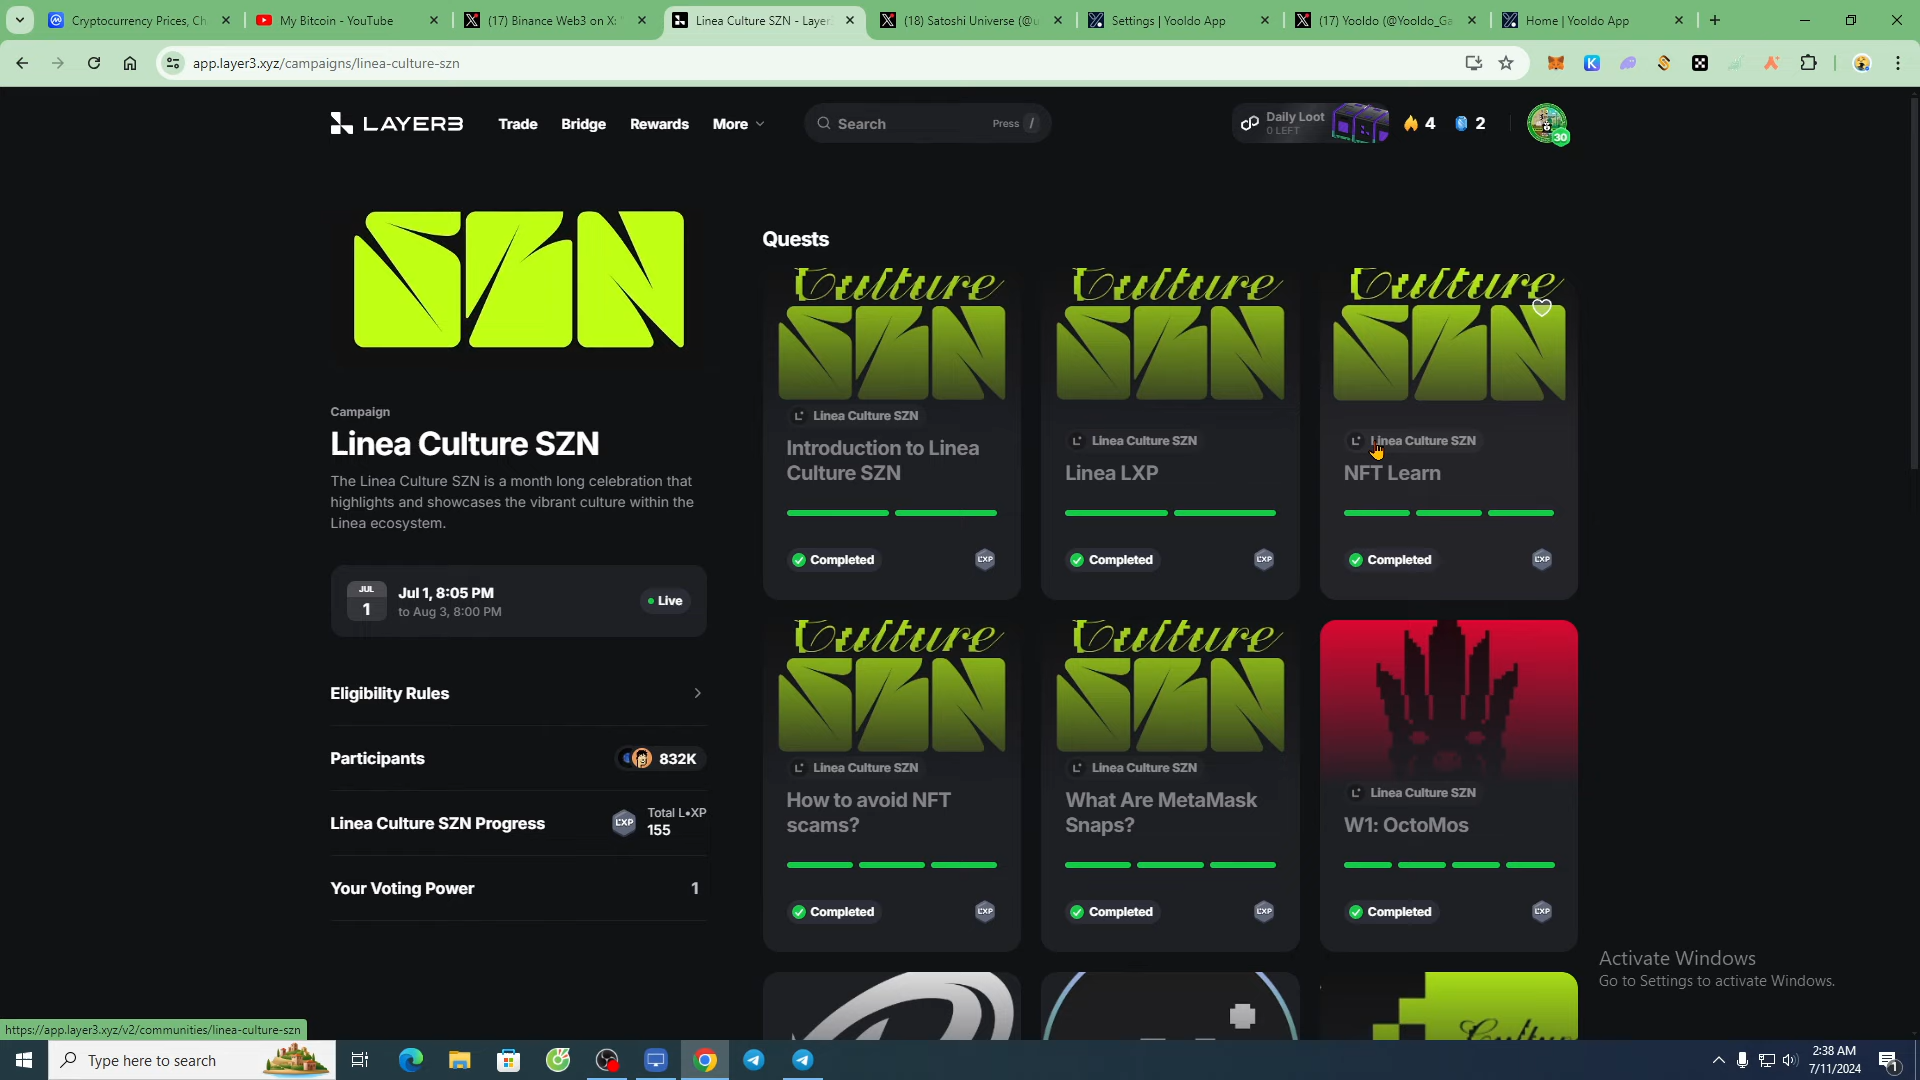 Cryptocurrency Prices, Ch
My Bitcoin - YouTube
(17) Binance Web3 on X: "
Linea Culture SZN - Layer3
(18) Satoshi Universe (@u
Settings | Yooldo App
(17) Yooldo (@Yooldo_Ga
Home | Yooldo App
app.layer3.xyz/campaigns/linea-culture-szn
LAYER3
Trade
Bridge
Rewards
More
Search
Press /
Daily Loot
0 LEFT
4
2
30
SZN
Campaign
Linea Culture SZN
The Linea Culture SZN is a month long celebration that
highlights and showcases the vibrant culture within the
Linea ecosystem.
JUL
1
Jul 1, 8:05 PM
to Aug 3, 8:00 PM
Live
Eligibility Rules
Participants
832K
Linea Culture SZN Progress
LXP
Total L•XP
155
Your Voting Power
1
Quests
Culture
SZN
Linea Culture SZN
Introduction to Linea
Culture SZN
Completed
LXP
Culture
SZN
Linea Culture SZN
Linea LXP
Completed
LXP
Culture
SZN
Linea Culture SZN
NFT Learn
Completed
LXP
Culture
SZN
Linea Culture SZN
How to avoid NFT
scams?
Completed
LXP
Culture
SZN
Linea Culture SZN
What Are MetaMask
Snaps?
Completed
LXP
Linea Culture SZN
W1: OctoMos
Completed
LXP
Activate Windows
Go to Settings to activate Windows.
https://app.layer3.xyz/v2/communities/linea-culture-szn
Type here to search
2:38 AM
7/11/2024
1